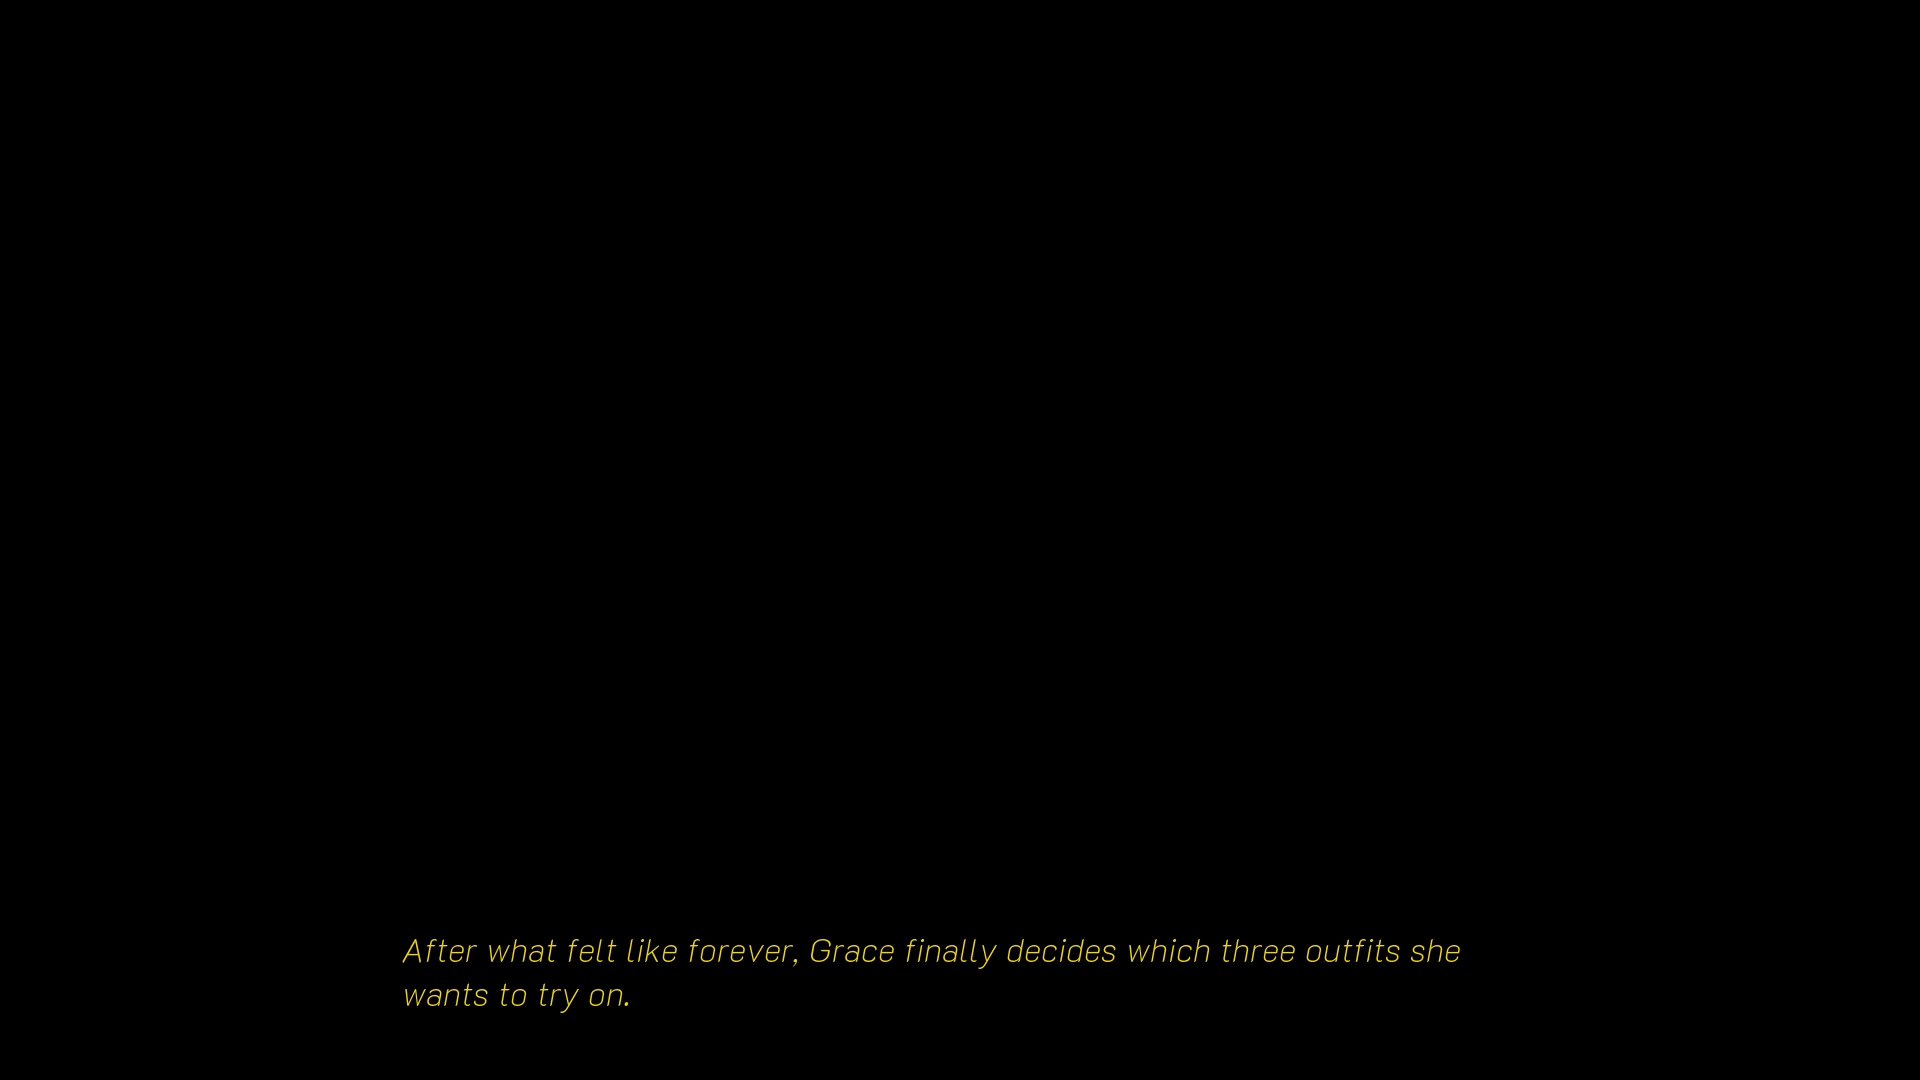 After what felt like forever, Grace finally decides which three outfits she
wants to try on.